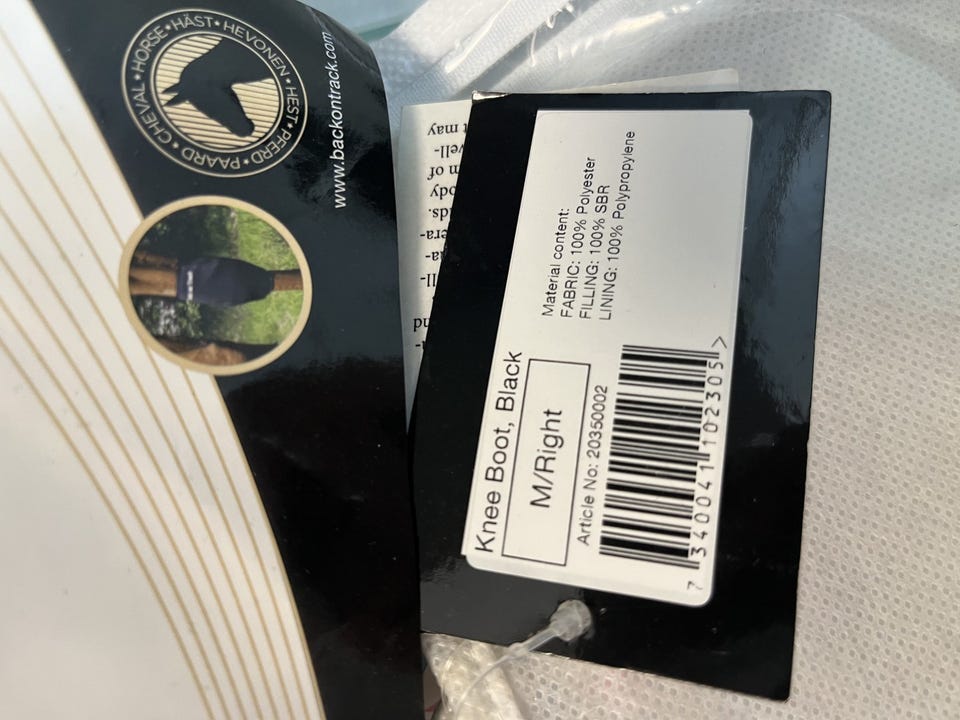 CHEVAL • HORSE • HÄST • HEVONEN • HEST • PFERD • PAARD •
www.backontrack.com
may
Knee Boot, Black
M/Right
Article No: 20350002
7 340041 102305 >
Material content:
FABRIC: 100% Polyester
FILLING: 100% SBR
LINING: 100% Polypropylene